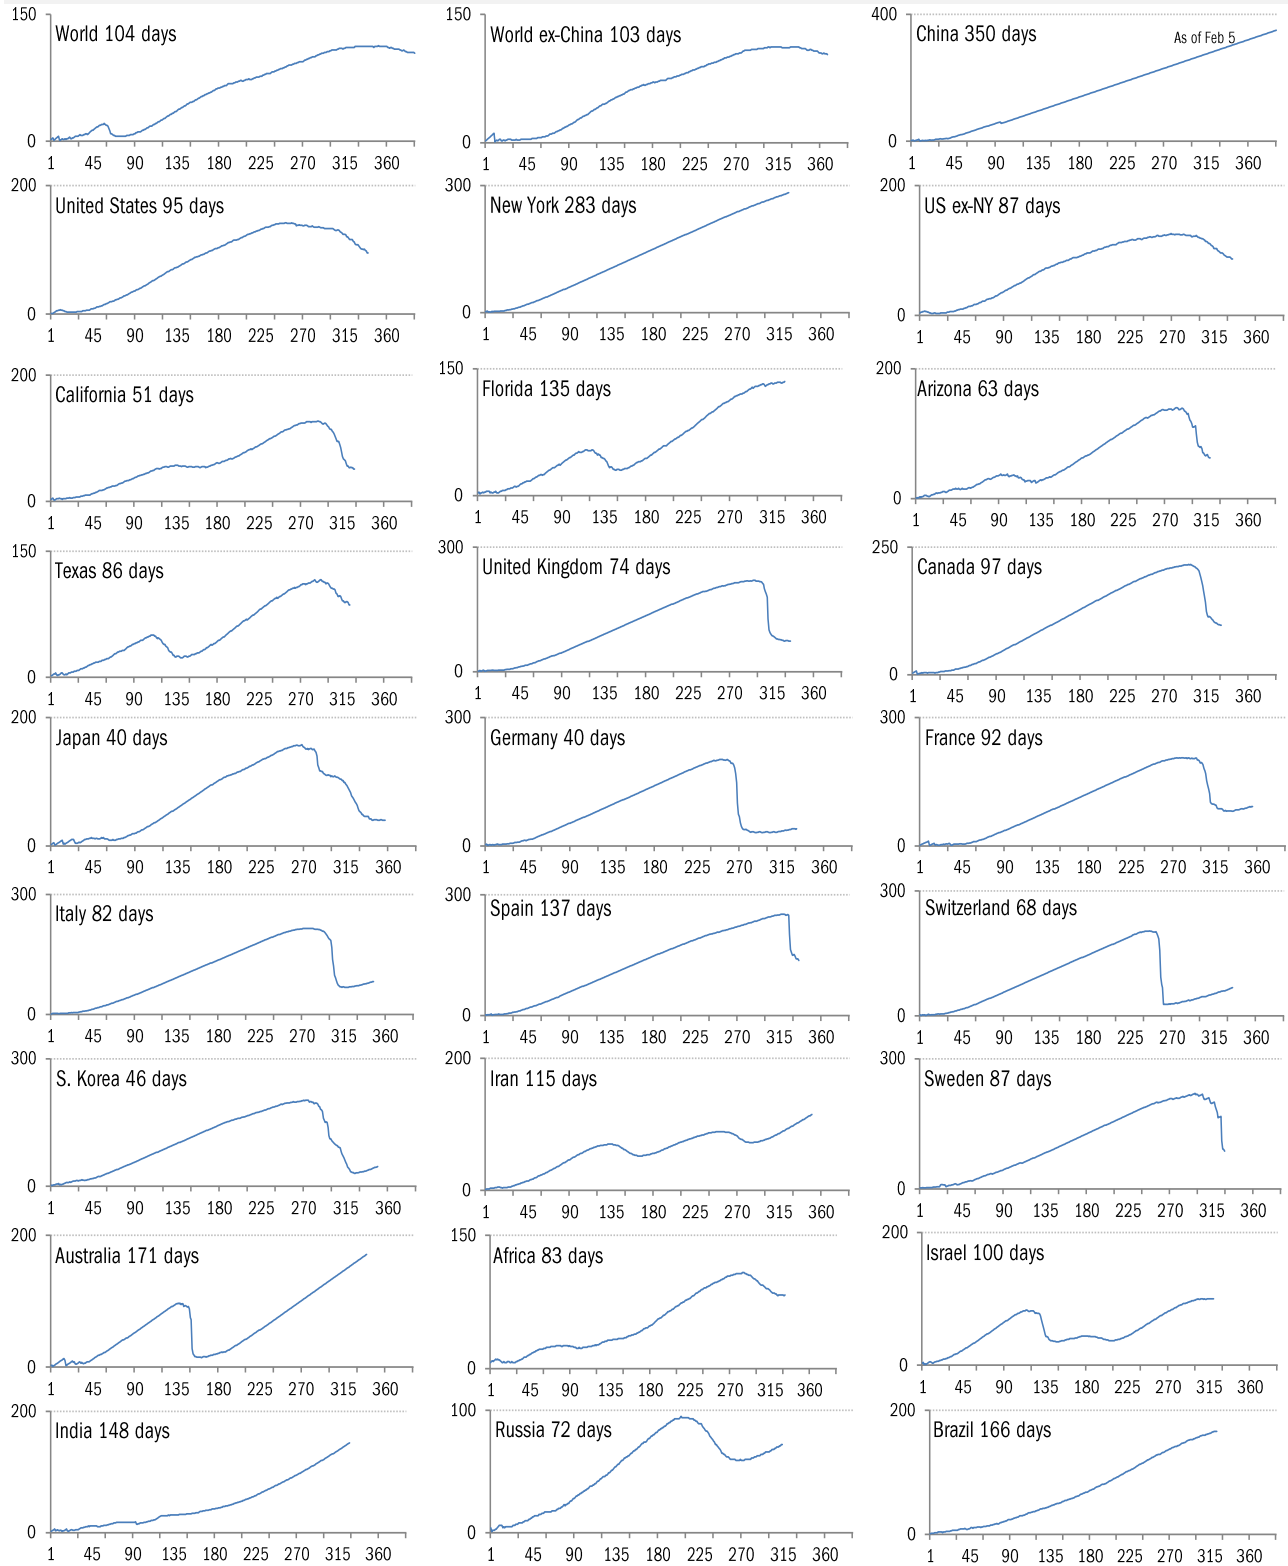 150
World 104 days
0
1 45 90 135 180 225 270 315 360
150
World ex-China 103 days
0
1 45 90 135 180 225 270 315 360
400
China 350 days
As of Feb 5
0
1 45 90 135 180 225 270 315 360
200
United States 95 days
0
1 45 90 135 180 225 270 315 360
300
New York 283 days
0
1 45 90 135 180 225 270 315 360
200
US ex-NY 87 days
0
1 45 90 135 180 225 270 315 360
200
California 51 days
0
1 45 90 135 180 225 270 315 360
150
Florida 135 days
0
1 45 90 135 180 225 270 315 360
200
Arizona 63 days
0
1 45 90 135 180 225 270 315 360
150
Texas 86 days
0
1 45 90 135 180 225 270 315 360
300
United Kingdom 74 days
0
1 45 90 135 180 225 270 315 360
250
Canada 97 days
0
1 45 90 135 180 225 270 315 360
200
Japan 40 days
0
1 45 90 135 180 225 270 315 360
300
Germany 40 days
0
1 45 90 135 180 225 270 315 360
300
France 92 days
0
1 45 90 135 180 225 270 315 360
300
Italy 82 days
0
1 45 90 135 180 225 270 315 360
300
Spain 137 days
0
1 45 90 135 180 225 270 315 360
300
Switzerland 68 days
0
1 45 90 135 180 225 270 315 360
300
S. Korea 46 days
0
1 45 90 135 180 225 270 315 360
200
Iran 115 days
0
1 45 90 135 180 225 270 315 360
300
Sweden 87 days
0
1 45 90 135 180 225 270 315 360
200
Australia 171 days
0
1 45 90 135 180 225 270 315 360
150
Africa 83 days
0
1 45 90 135 180 225 270 315 360
200
Israel 100 days
0
1 45 90 135 180 225 270 315 360
200
India 148 days
0
1 45 90 135 180 225 270 315 360
100
Russia 72 days
0
1 45 90 135 180 225 270 315 360
200
Brazil 166 days
0
1 45 90 135 180 225 270 315 360